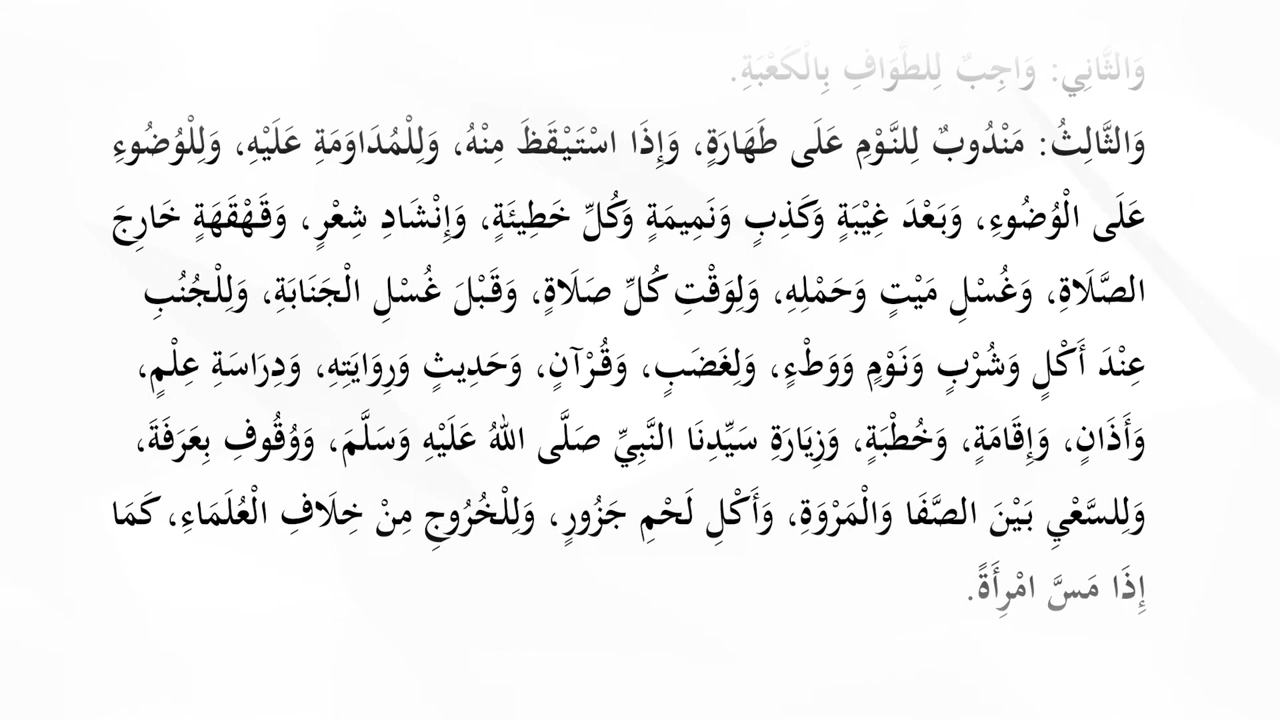 وَالثَّانِي: وَاجِبٌ لِلطَّوَافِ بِالْكَعْبَةِ.
وَالثَّالِثُ: مَنْدُوبٌ لِلنَّوْمِ عَلَى طَهَارَةٍ، وَإِذَا اسْتَيْقَظَ مِنْهُ، وَلِلْمُدَاوَمَةِ عَلَيْهِ، وَلِلْوُضُوءِ
عَلَى الْوُضُوءِ، وَبَعْدَ غِيْبَةٍ وَكَذِبٍ وَنَمِيمَةٍ وَكُلِّ خَطِيئَةٍ، وَإِنْشَادِ شِعْرٍ، وَقَهْقَهَةٍ خَارِجَ
الصَّلَاةِ، وَغُسْلِ مَيْتٍ وَحَمْلِهِ، وَلِوَقْتِ كُلِّ صَلَاةٍ، وَقَبْلَ غُسْلِ الْجَنَابَةِ، وَلِلْجُنُبِ
عِنْدَ أَكْلٍ وَشُرْبٍ وَنَوْمٍ وَوَطْءٍ، وَلِغَضَبٍ، وَقُرْآنٍ، وَحَدِيثٍ وَرِوَايَتِهِ، وَدِرَاسَةِ عِلْمٍ،
وَأَذَانٍ، وَإِقَامَةٍ، وَخُطْبَةٍ، وَزِيَارَةِ سَيِّدِنَا النَّبِيِّ صَلَّى اللهُ عَلَيْهِ وَسَلَّمَ، وَوُقُوفِ بِعَرَفَةَ،
وَلِلسَّعْيِ بَيْنَ الصَّفَا وَالْمَرْوَةِ، وَأَكْلِ لَحْمِ جَزُورٍ، وَلِلْخُرُوجِ مِنْ خِلَافِ الْعُلَمَاءِ، كَمَا
إِذَا مَسَّ امْرِأَةً.